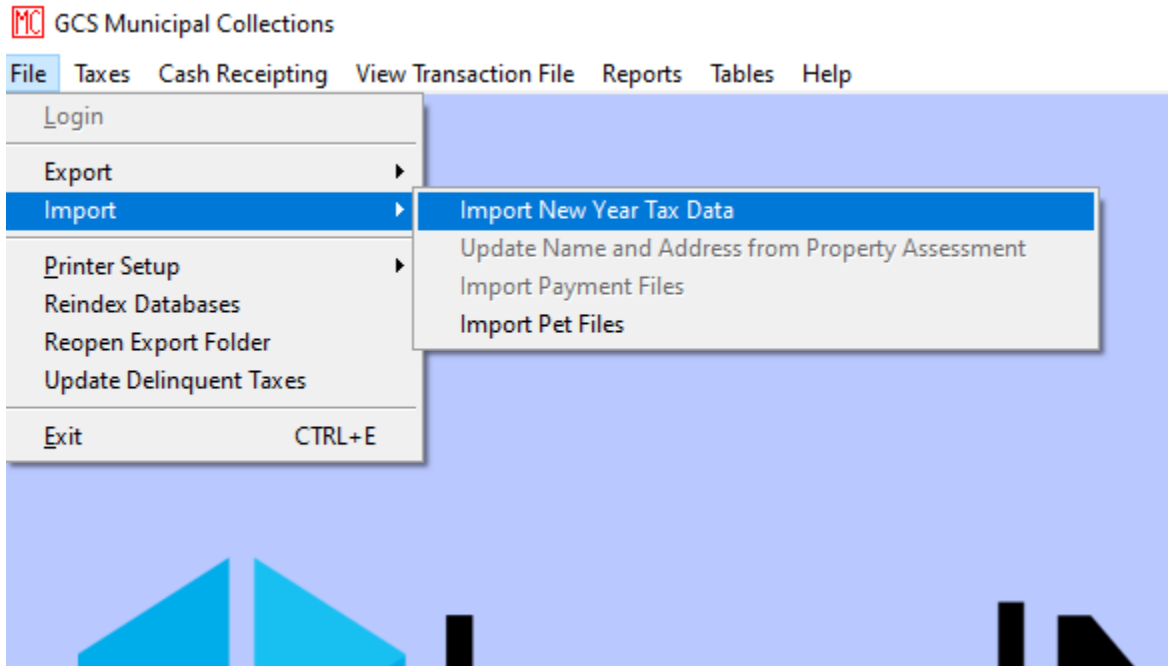 MC GCS Municipal Collections
File Taxes Cash Receipting View Transaction File Reports Tables Help
Login
Export
Import
Import New Year Tax Data
Update Name and Address from Property Assessment
Import Payment Files
Import Pet Files
Printer Setup
Reindex Databases
Reopen Export Folder
Update Delinquent Taxes
Exit CTRL+E